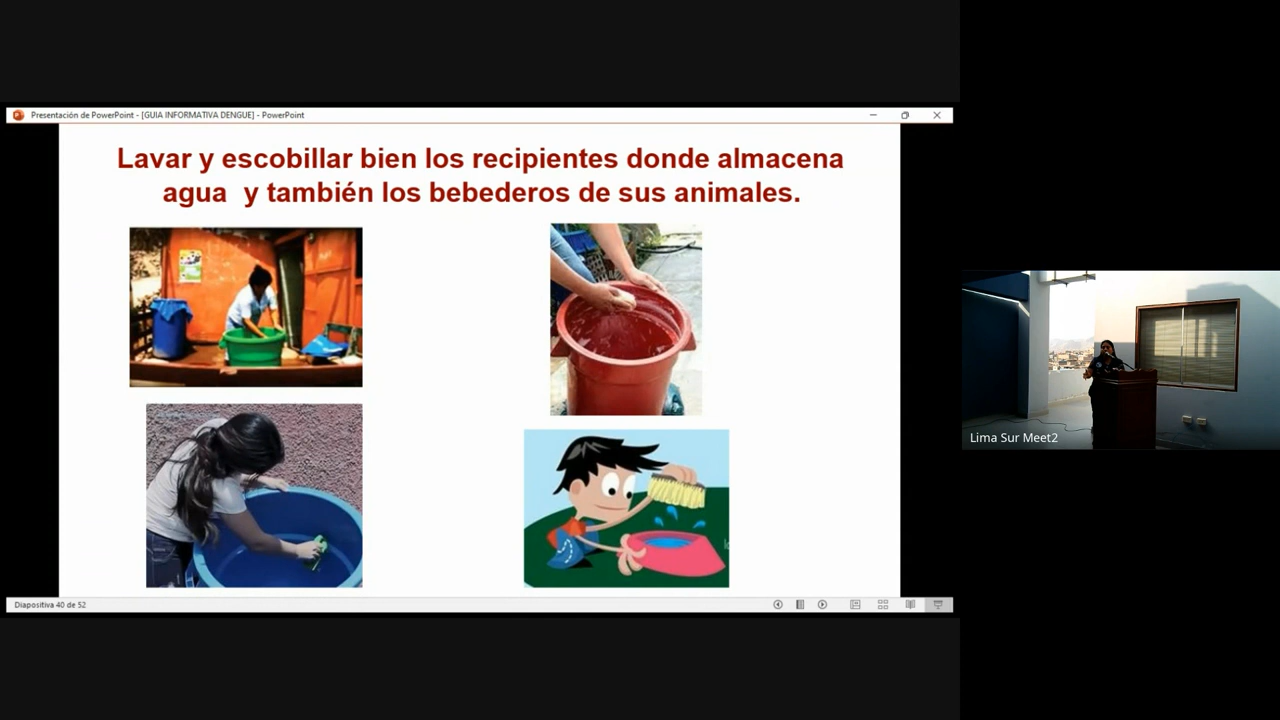 Presentación de PowerPoint - [GUIA INFORMATIVA DENGUE] - PowerPoint
Lavar y escobillar bien los recipientes donde almacena
agua y también los bebederos de sus animales.
Lima Sur Meet2
Diapositiva 40 de 52